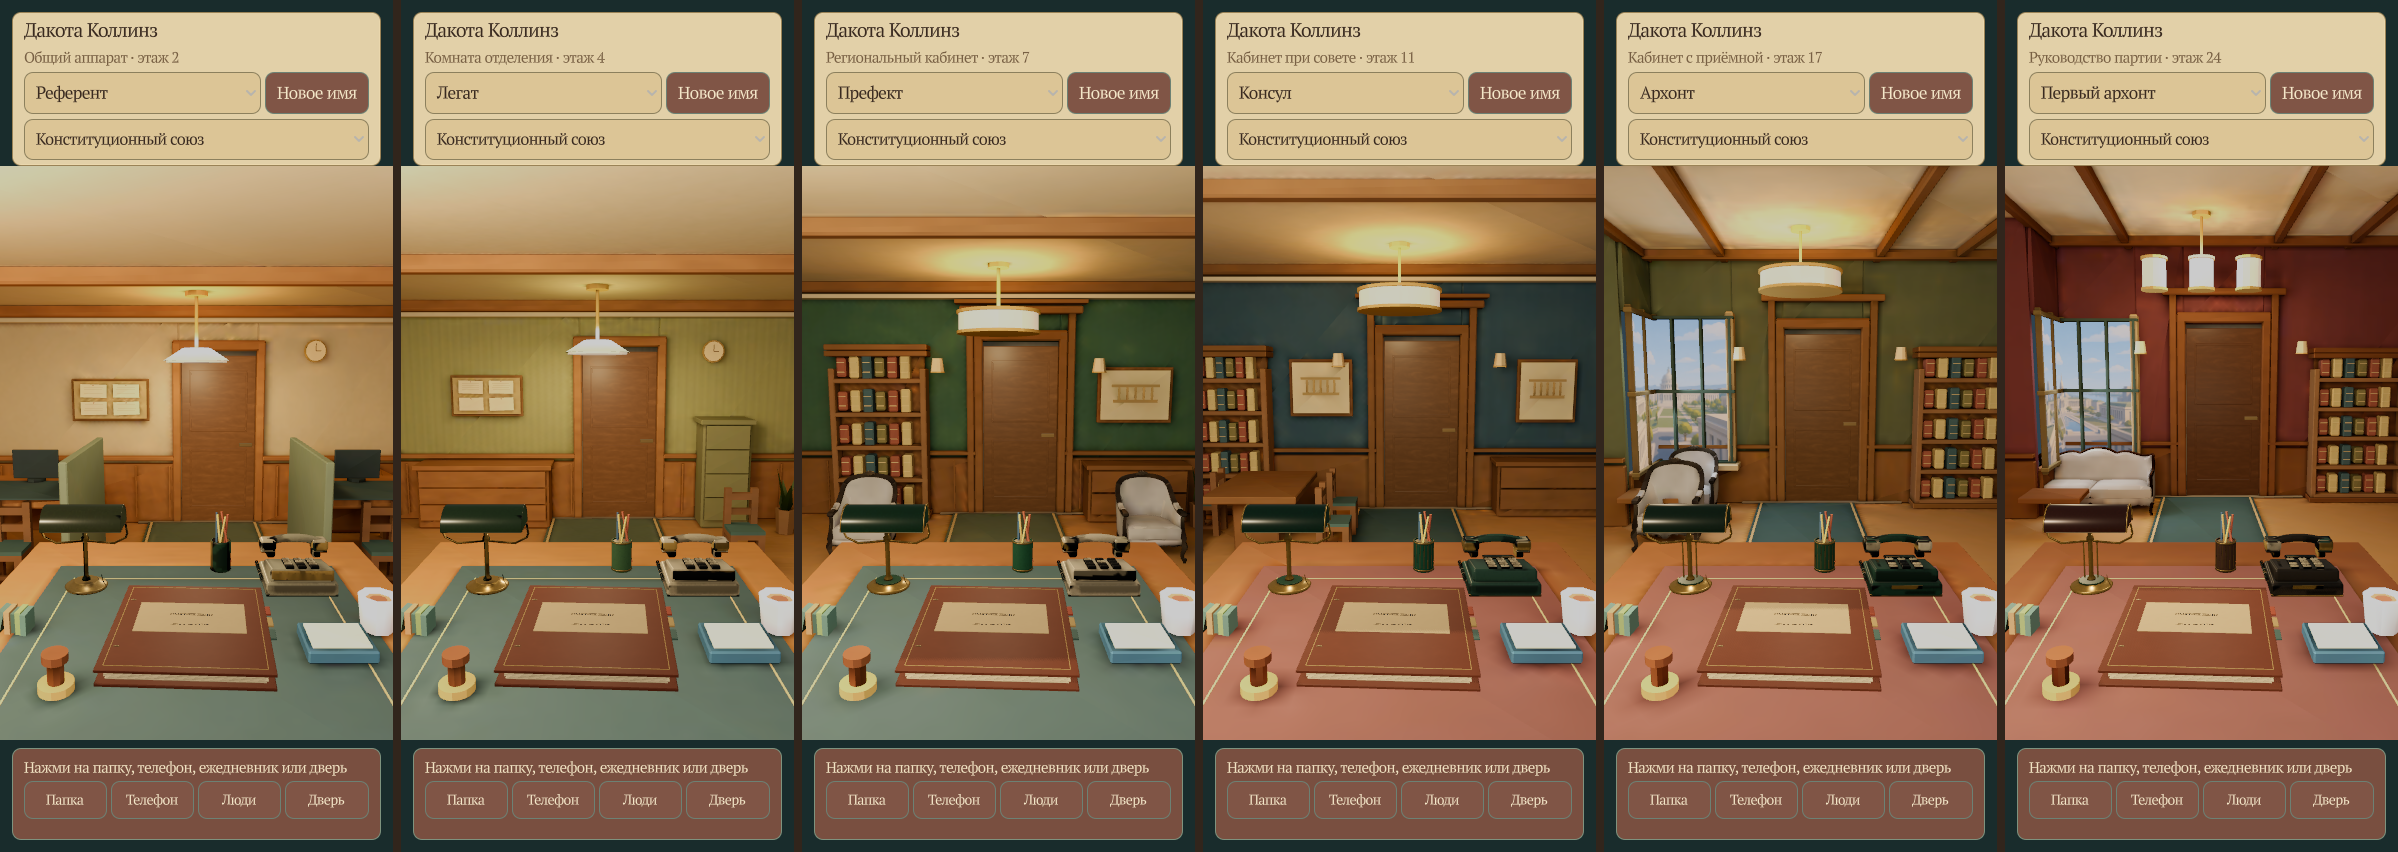 Дакота Коллинз
Общий аппарат · этаж 2
Референт
Новое имя
Конституционный союз
Нажми на папку, телефон, ежедневник или дверь
Папка
Телефон
Люди
Дверь
Дакота Коллинз
Комната отделения · этаж 4
Легат
Новое имя
Конституционный союз
Нажми на папку, телефон, ежедневник или дверь
Папка
Телефон
Люди
Дверь
Дакота Коллинз
Региональный кабинет · этаж 7
Префект
Новое имя
Конституционный союз
Нажми на папку, телефон, ежедневник или дверь
Папка
Телефон
Люди
Дверь
Дакота Коллинз
Кабинет при совете · этаж 11
Консул
Новое имя
Конституционный союз
Нажми на папку, телефон, ежедневник или дверь
Папка
Телефон
Люди
Дверь
Дакота Коллинз
Кабинет с приёмной · этаж 17
Архонт
Новое имя
Конституционный союз
Нажми на папку, телефон, ежедневник или дверь
Папка
Телефон
Люди
Дверь
Дакота Коллинз
Руководство партии · этаж 24
Первый архонт
Новое имя
Конституционный союз
Нажми на папку, телефон, ежедневник или дверь
Папка
Телефон
Люди
Дверь